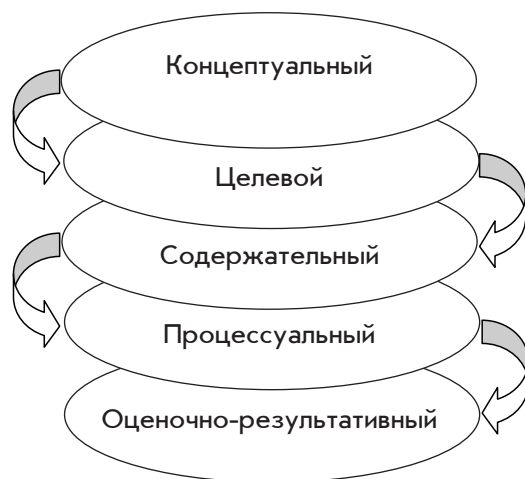 Концептуальный
Целевой
Содержательный
Процессуальный
Оценочно-результативный